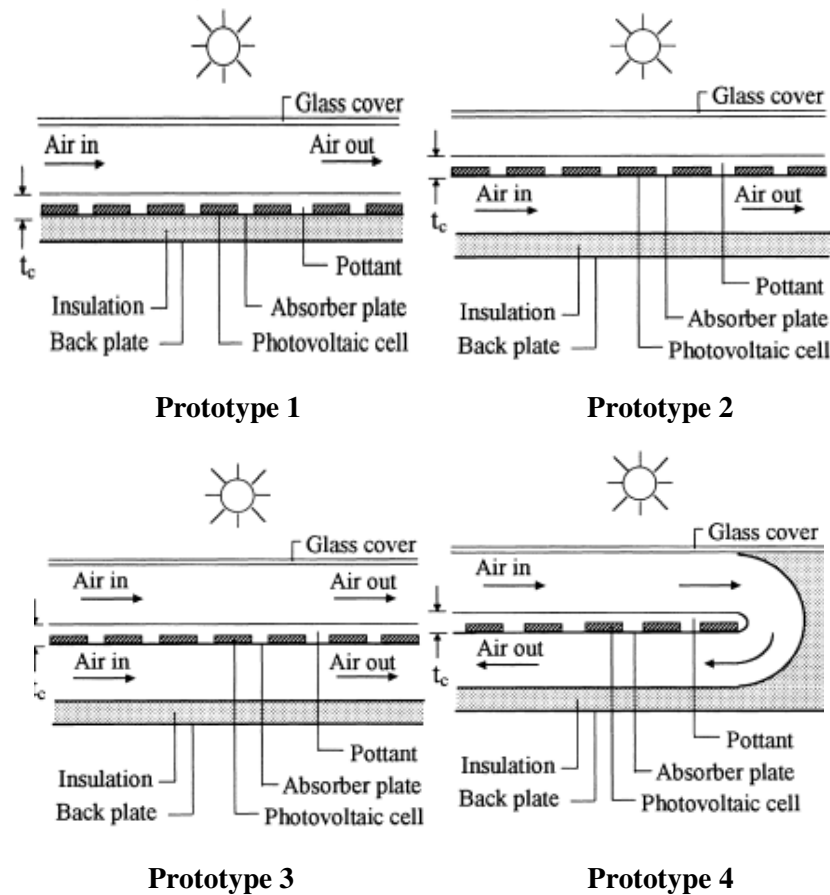 Glass cover
Air in
Air out
t_c
Pottant
Insulation
Absorber plate
Back plate
Photovoltaic cell
Prototype 1
Glass cover
t_c
Air in
Air out
Pottant
Insulation
Absorber plate
Back plate
Photovoltaic cell
Prototype 2
Glass cover
Air in
Air out
Air in
Air out
Pottant
Insulation
Absorber plate
Back plate
Photovoltaic cell
Prototype 3
Glass cover
Air in
Air out
t_c
Pottant
Insulation
Absorber plate
Back plate
Photovoltaic cell
Prototype 4